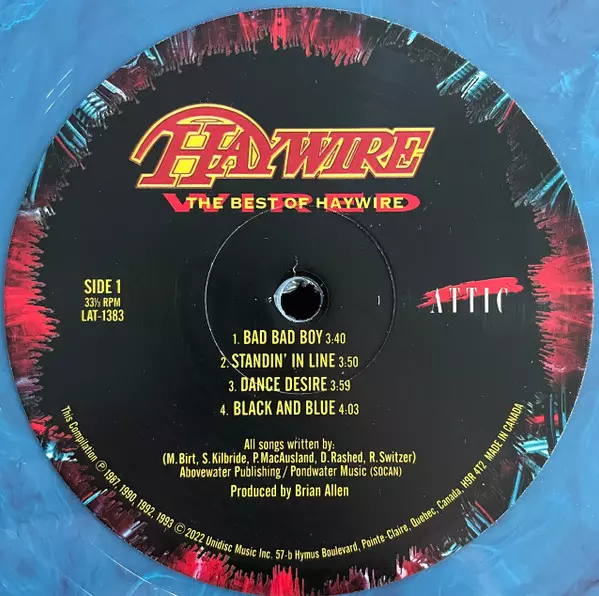 HAYWIRE
WIRED
THE BEST OF HAYWIRE
SIDE 1
33⅓ RPM
LAT-1383
ATTIC
1. BAD BAD BOY 3:40
2. STANDIN' IN LINE 3:50
3. DANCE DESIRE 3:59
4. BLACK AND BLUE 4:03
All songs written by:
(M. Birt, S. Kilbride, P. MacAusland, D. Rashed, R. Switzer)
Abovewater Publishing / Pondwater Music (SOCAN)
Produced by Brian Allen
This Compilation ℗ 1987, 1990, 1992, 1993 © 2022 Unidisc Music Inc. 57-b Hymus Boulevard, Pointe-Claire, Quebec, Canada, H9R 4T2. MADE IN CANADA